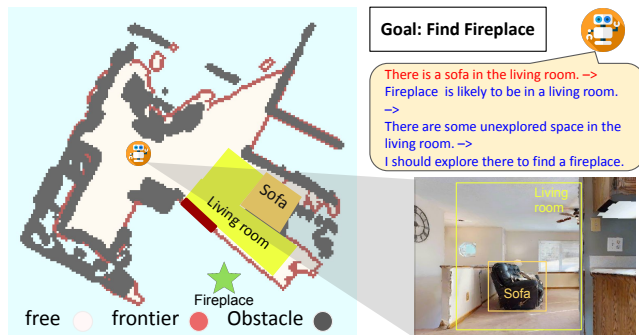 Goal: Find Fireplace
There is a sofa in the living room. –>
Fireplace is likely to be in a living room.
–>
There are some unexplored space in the
living room. –>
I should explore there to find a fireplace.
Sofa
Living room
Fireplace
free
frontier
Obstacle
Living
room
Sofa